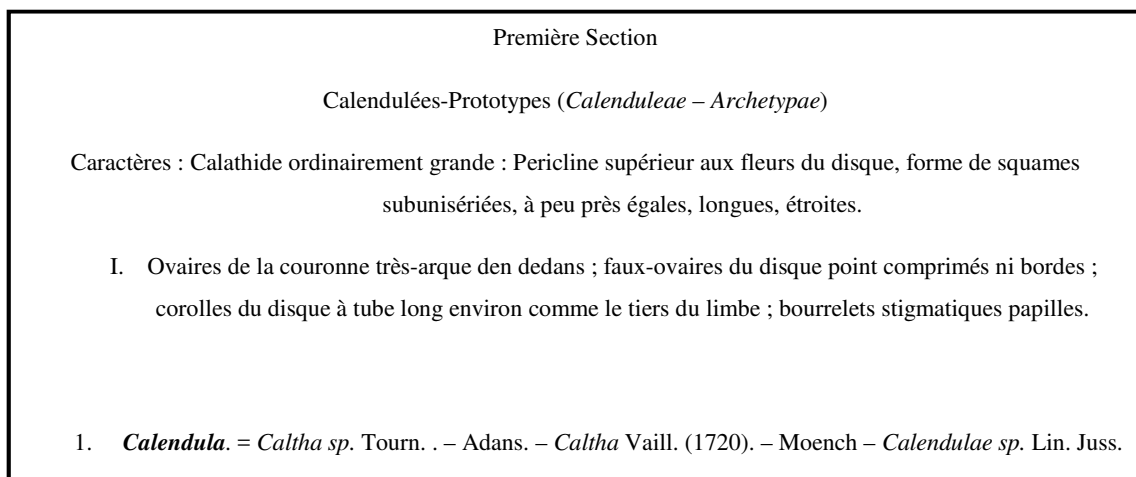 Première Section
Calendulées-Prototypes (Calenduleae – Archetypae)
Caractères : Calathide ordinairement grande : Pericline supérieur aux fleurs du disque, forme de squames
subunisériées, à peu près égales, longues, étroites.
I. Ovaires de la couronne très-arque den dedans ; faux-ovaires du disque point comprimés ni bordes ;
corolles du disque à tube long environ comme le tiers du limbe ; bourrelets stigmatiques papilles.
1. Calendula. = Caltha sp. Tourn. . – Adans. – Caltha Vaill. (1720). – Moench – Calendulae sp. Lin. Juss.